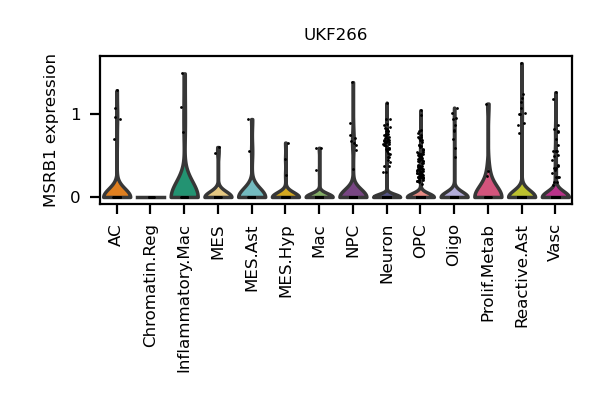 UKF266
MSRB1 expression
1
0
AC
Chromatin.Reg
Inflammatory.Mac
MES
MES.Ast
MES.Hyp
Mac
NPC
Neuron
OPC
Oligo
Prolif.Metab
Reactive.Ast
Vasc